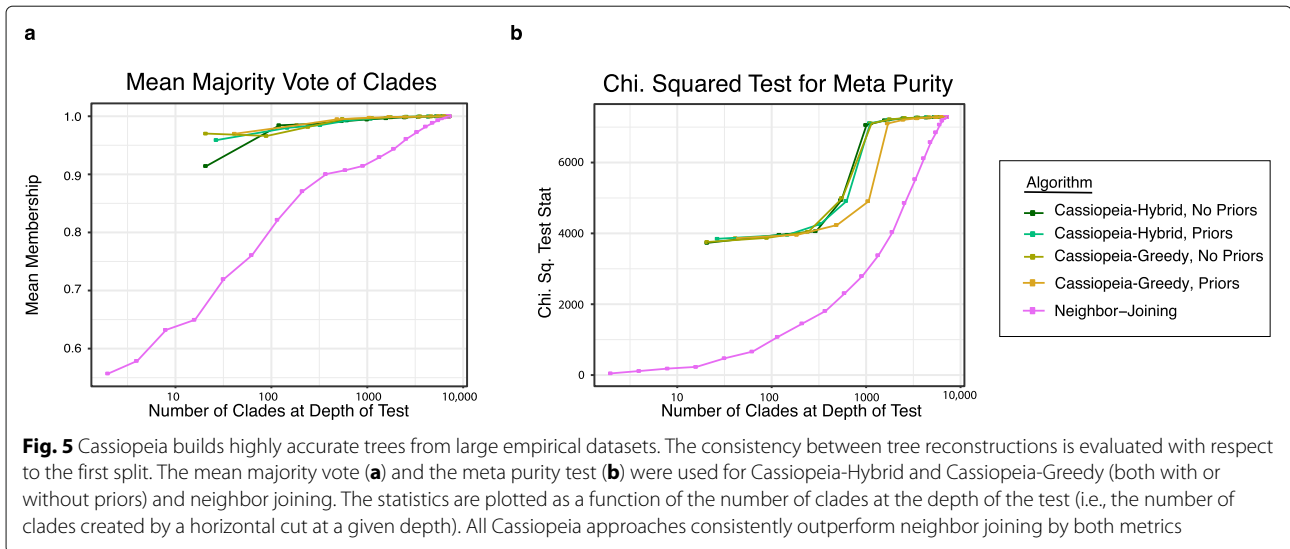 a
b
Mean Majority Vote of Clades
Chi. Squared Test for Meta Purity
Mean Membership
1.0
0.9
0.8
0.7
0.6
10
100
1000
10,000
Number of Clades at Depth of Test
Chi. Sq. Test Stat
6000
4000
2000
0
10
100
1000
10,000
Number of Clades at Depth of Test
Algorithm
Cassiopeia-Hybrid, No Priors
Cassiopeia-Hybrid, Priors
Cassiopeia-Greedy, No Priors
Cassiopeia-Greedy, Priors
Neighbor–Joining
Fig. 5 Cassiopeia builds highly accurate trees from large empirical datasets. The consistency between tree reconstructions is evaluated with respect
to the first split. The mean majority vote (a) and the meta purity test (b) were used for Cassiopeia-Hybrid and Cassiopeia-Greedy (both with or
without priors) and neighbor joining. The statistics are plotted as a function of the number of clades at the depth of the test (i.e., the number of
clades created by a horizontal cut at a given depth). All Cassiopeia approaches consistently outperform neighbor joining by both metrics